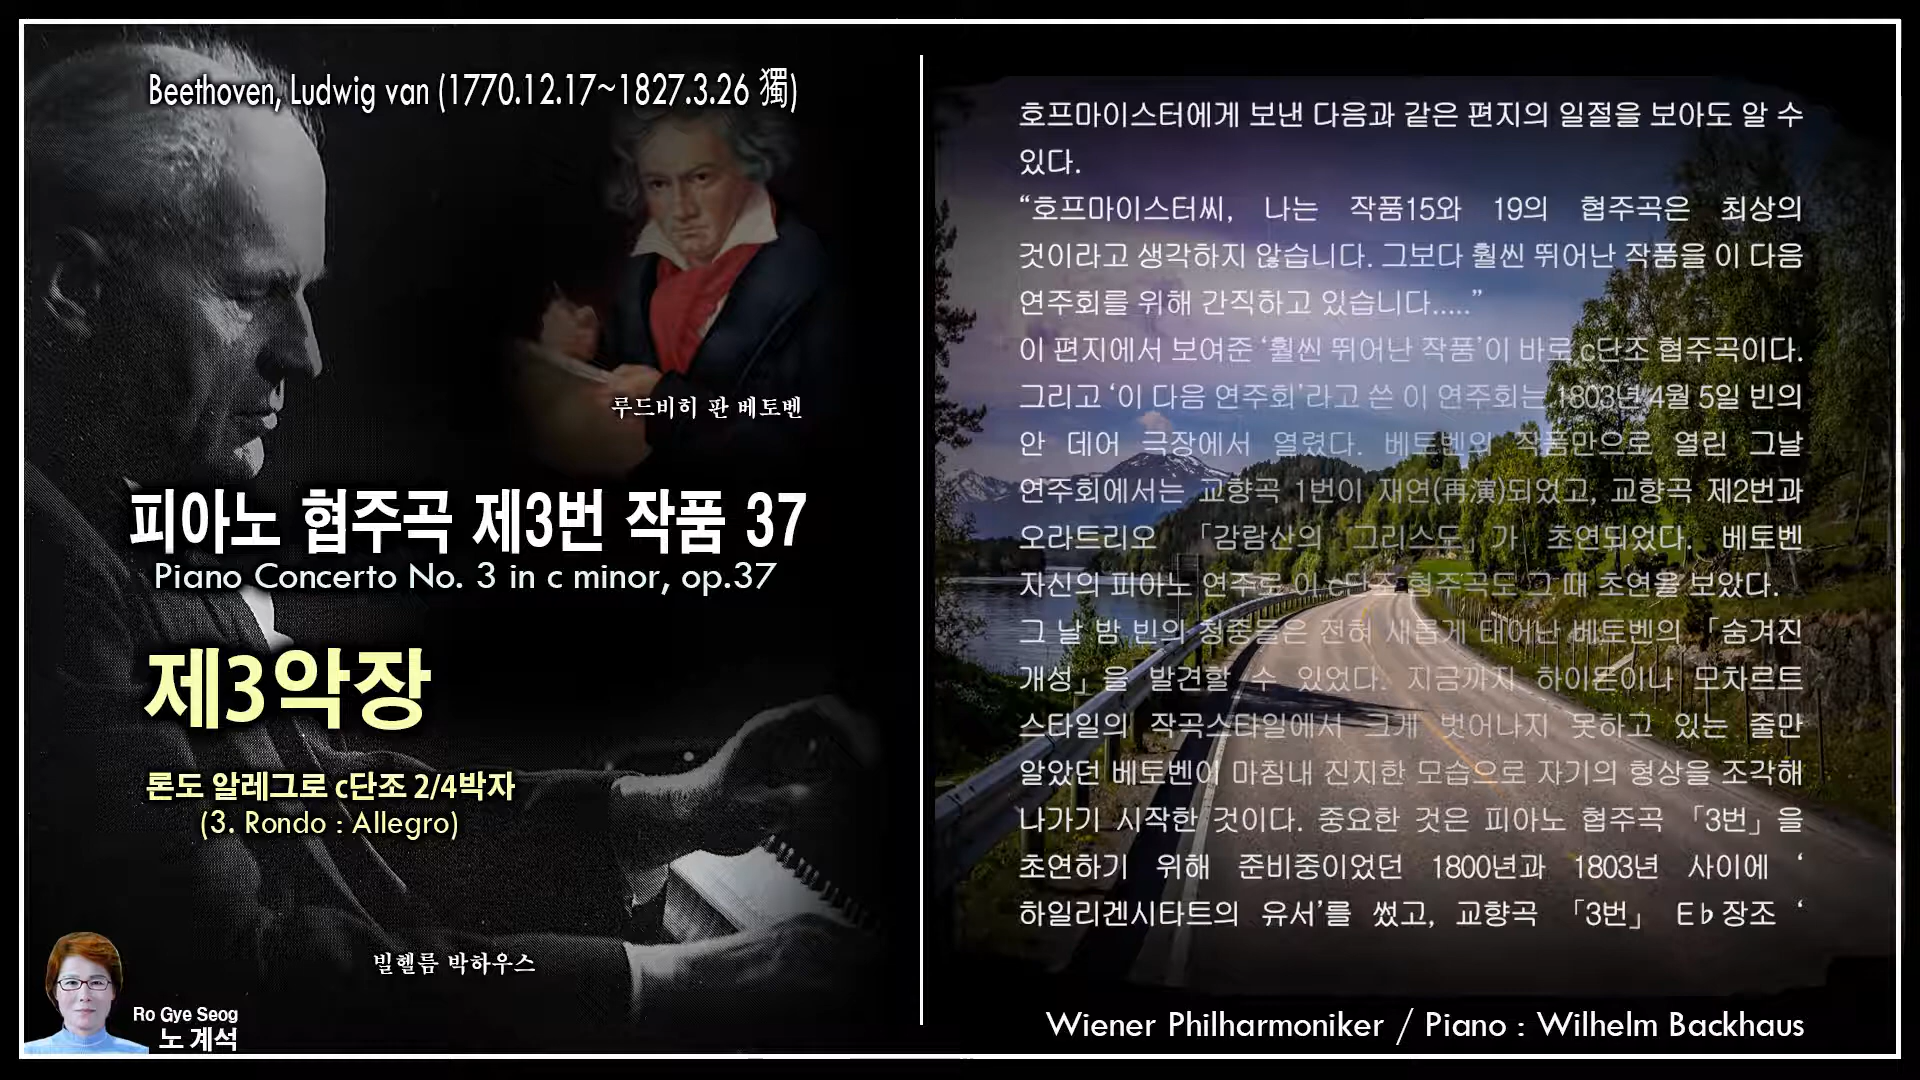 Beethoven, Ludwig van (1770.12.17~1827.3.26 獨)
루드비히 판 베토벤
피아노 협주곡 제3번 작품 37
Piano Concerto No. 3 in c minor, op.37
제3악장
론도 알레그로 c단조 2/4박자
(3. Rondo : Allegro)
빌헬름 박하우스
Ro Gye Seog
노 계석
호프마이스터에게 보낸 다음과 같은 편지의 일절을 보아도 알 수
있다.
“호프마이스터씨, 나는 작품15와 19의 협주곡은 최상의
것이라고 생각하지 않습니다. 그보다 훨씬 뛰어난 작품을 이 다음
연주회를 위해 간직하고 있습니다.....”
이 편지에서 보여준 ‘훨씬 뛰어난 작품’이 바로 c단조 협주곡이다.
그리고 ‘이 다음 연주회’라고 쓴 이 연주회는 1803년 4월 5일 빈의
안 데어 극장에서 열렸다. 베토벤의 작품만으로 열린 그날
연주회에서는 교향곡 1번이 재연(再演)되었고, 교향곡 제2번과
오라트리오 「감람산의 그리스도」가 초연되었다. 베토벤
자신의 피아노 연주로 이 c단조 협주곡도 그 때 초연을 보았다.
그 날 밤 빈의 청중들은 전혀 새롭게 태어난 베토벤의 「숨겨진
개성」을 발견할 수 있었다. 지금까지 하이든이나 모차르트
스타일의 작곡스타일에서 크게 벗어나지 못하고 있는 줄만
알았던 베토벤이 마침내 진지한 모습으로 자기의 형상을 조각해
나가기 시작한 것이다. 중요한 것은 피아노 협주곡 「3번」을
초연하기 위해 준비중이었던 1800년과 1803년 사이에 ‘
하일리겐시타트의 유서’를 썼고, 교향곡 「3번」 E♭장조 ‘
Wiener Philharmoniker / Piano : Wilhelm Backhaus